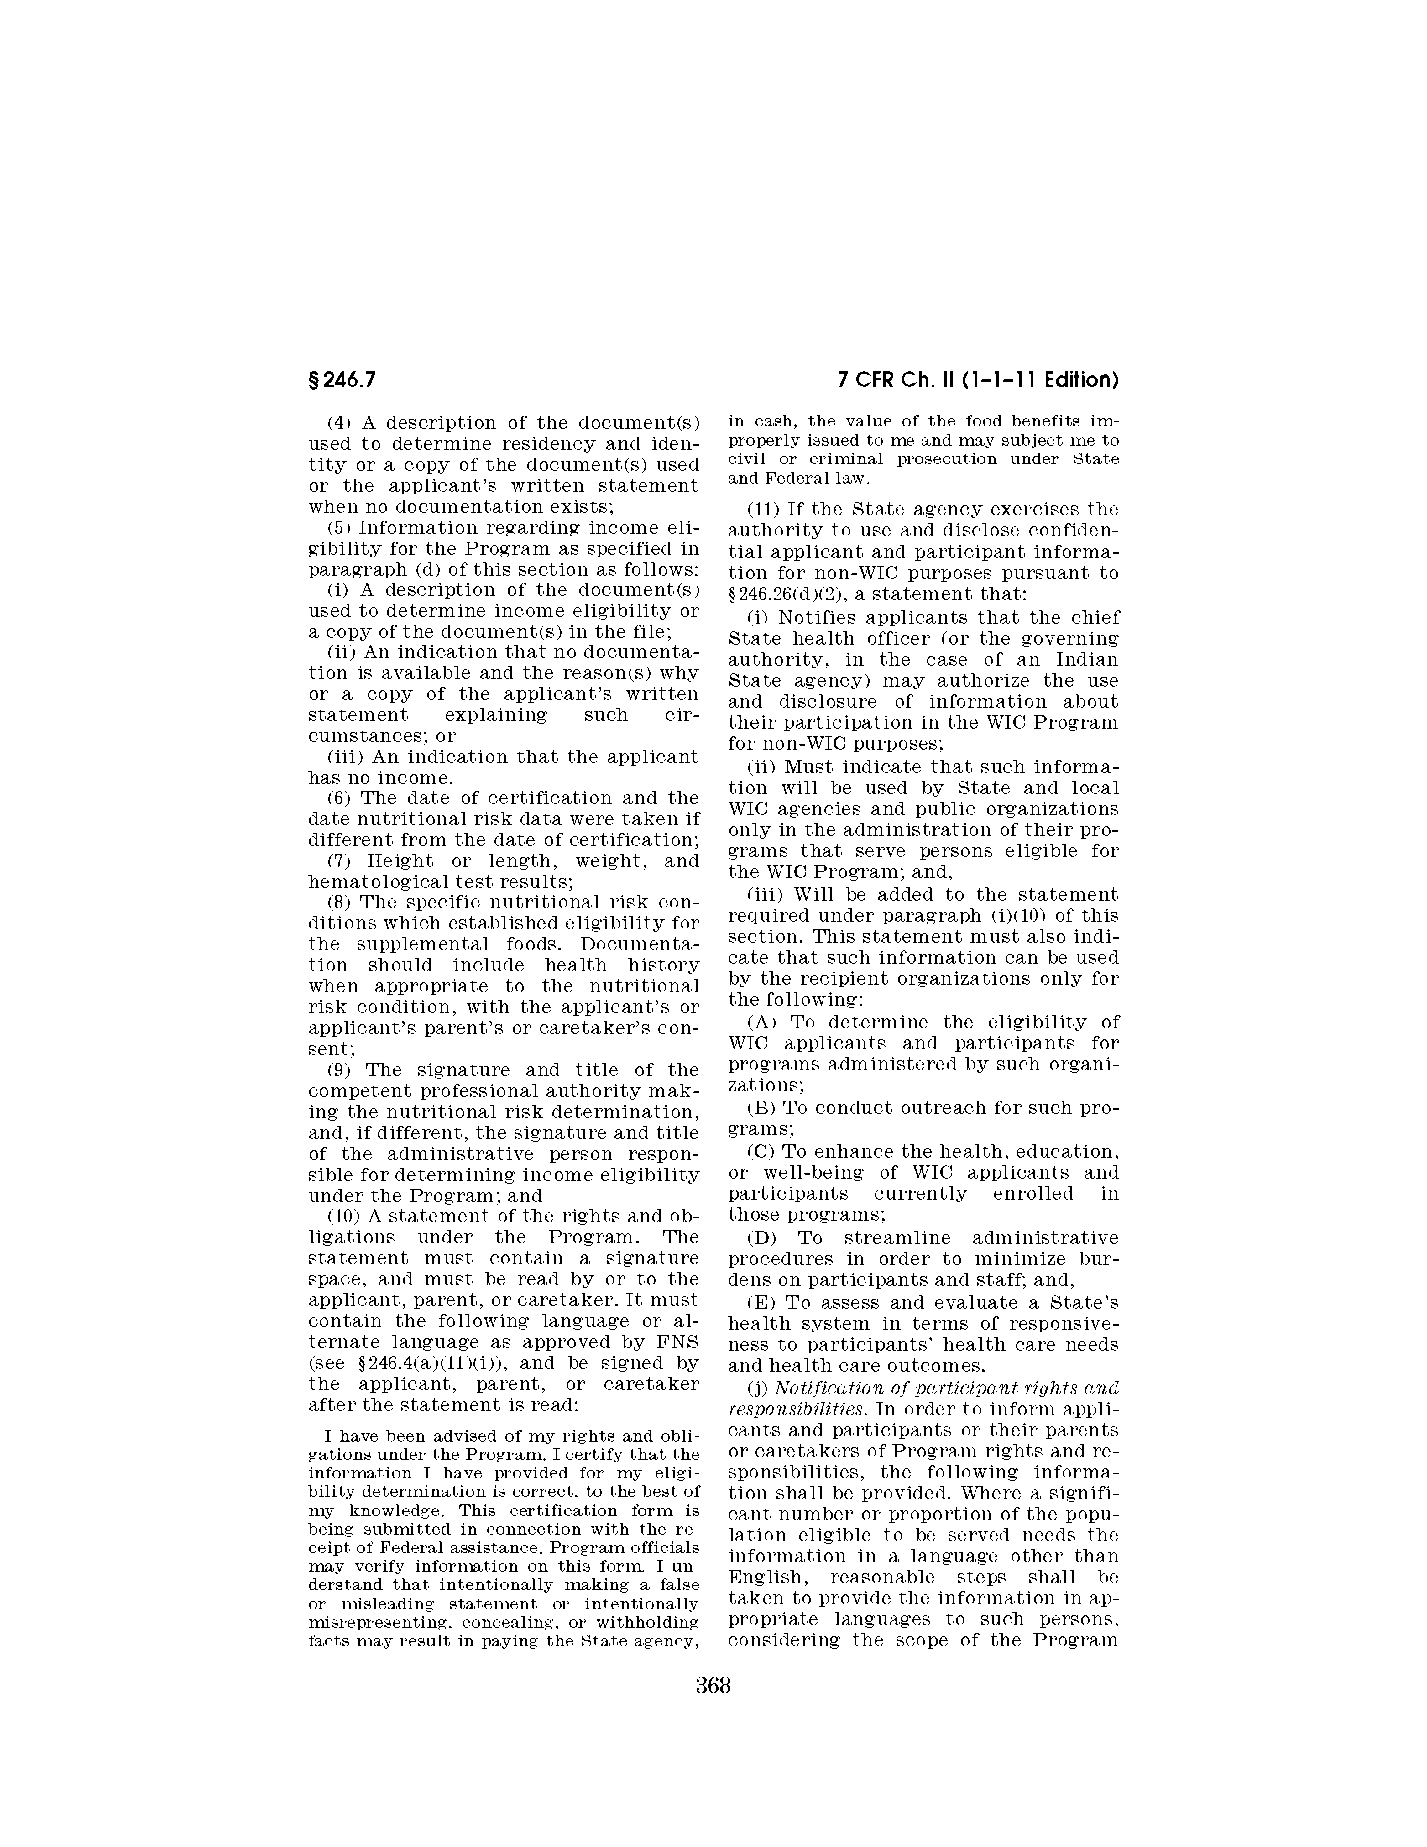 § 246.7
7 CFR Ch. II (1–1–11 Edition)
(4) A description of the document(s)
used to determine residency and iden-
tity or a copy of the document(s) used
or the applicant's written statement
when no documentation exists;
(5) Information regarding income eli-
gibility for the Program as specified in
paragraph (d) of this section as follows:
(i) A description of the document(s)
used to determine income eligibility or
a copy of the document(s) in the file;
(ii) An indication that no documenta-
tion is available and the reason(s) why
or a copy of the applicant's written
statement explaining such cir-
cumstances; or
(iii) An indication that the applicant
has no income.
(6) The date of certification and the
date nutritional risk data were taken if
different from the date of certification;
(7) Height or length, weight, and
hematological test results;
(8) The specific nutritional risk con-
ditions which established eligibility for
the supplemental foods. Documenta-
tion should include health history
when appropriate to the nutritional
risk condition, with the applicant's or
applicant's parent's or caretaker's con-
sent;
(9) The signature and title of the
competent professional authority mak-
ing the nutritional risk determination,
and, if different, the signature and title
of the administrative person respon-
sible for determining income eligibility
under the Program; and
(10) A statement of the rights and ob-
ligations under the Program. The
statement must contain a signature
space, and must be read by or to the
applicant, parent, or caretaker. It must
contain the following language or al-
ternate language as approved by FNS
(see §246.4(a)(11)(i)), and be signed by
the applicant, parent, or caretaker
after the statement is read:
I have been advised of my rights and obli-
gations under the Program. I certify that the
information I have provided for my eligi-
bility determination is correct, to the best of
my knowledge. This certification form is
being submitted in connection with the re-
ceipt of Federal assistance. Program officials
may verify information on this form. I un-
derstand that intentionally making a false
or misleading statement or intentionally
misrepresenting, concealing, or withholding
facts may result in paying the State agency,
in cash, the value of the food benefits im-
properly issued to me and may subject me to
civil or criminal prosecution under State
and Federal law.
(11) If the State agency exercises the
authority to use and disclose confiden-
tial applicant and participant informa-
tion for non-WIC purposes pursuant to
§246.26(d)(2), a statement that:
(i) Notifies applicants that the chief
State health officer (or the governing
authority, in the case of an Indian
State agency) may authorize the use
and disclosure of information about
their participation in the WIC Program
for non-WIC purposes;
(ii) Must indicate that such informa-
tion will be used by State and local
WIC agencies and public organizations
only in the administration of their pro-
grams that serve persons eligible for
the WIC Program; and,
(iii) Will be added to the statement
required under paragraph (i)(10) of this
section. This statement must also indi-
cate that such information can be used
by the recipient organizations only for
the following:
(A) To determine the eligibility of
WIC applicants and participants for
programs administered by such organi-
zations;
(B) To conduct outreach for such pro-
grams;
(C) To enhance the health, education,
or well-being of WIC applicants and
participants currently enrolled in
those programs;
(D) To streamline administrative
procedures in order to minimize bur-
dens on participants and staff; and,
(E) To assess and evaluate a State's
health system in terms of responsive-
ness to participants' health care needs
and health care outcomes.
(j) Notification of participant rights and
responsibilities. In order to inform appli-
cants and participants or their parents
or caretakers of Program rights and re-
sponsibilities, the following informa-
tion shall be provided. Where a signifi-
cant number or proportion of the popu-
lation eligible to be served needs the
information in a language other than
English, reasonable steps shall be
taken to provide the information in ap-
propriate languages to such persons,
considering the scope of the Program
368